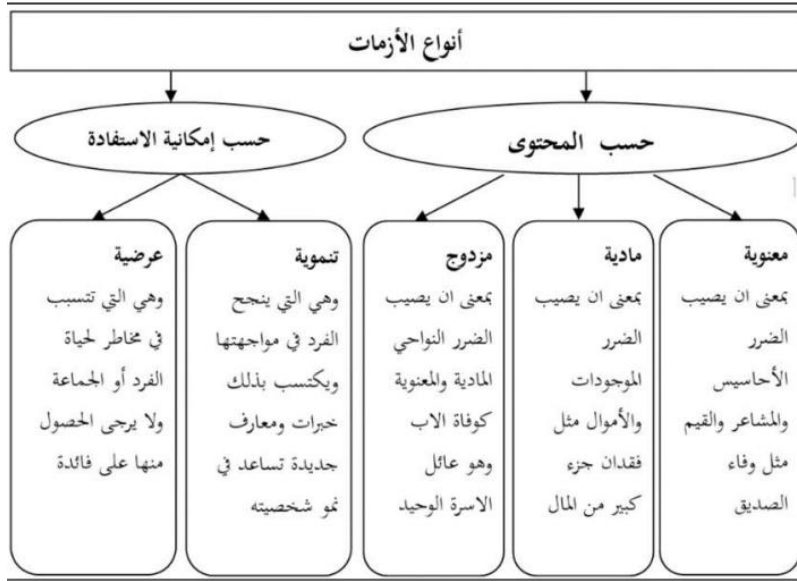 أنواع الأزمات
حسب المحتوى
حسب إمكانية الاستفادة
معنوية
بمعنى ان يصيب
الضرر
الأحاسيس
والمشاعر والقيم
مثل وفاء
الصديق
مادية
بمعنى ان يصيب
الضرر
الموجودات
والأموال مثل
فقدان جزء
كبير من المال
مزدوج
بمعنى ان يصيب
الضرر النواحي
المادية والمعنوية
كوفاة الاب
وهو عائل
الاسرة الوحيد
تنموية
وهي التي ينجح
الفرد في مواجهتها
ويكتسب بذلك
خبرات ومعارف
جديدة تساعد في
نمو شخصيته
عرضية
وهي التي تتسبب
في مخاطر لحياة
الفرد أو الجماعة
ولا يرجى الحصول
منها على فائدة